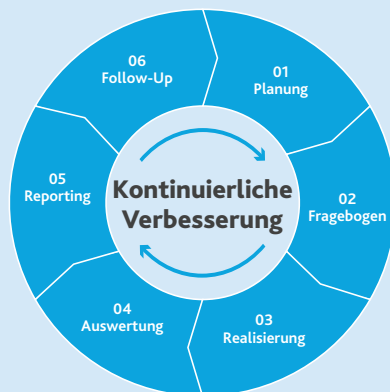 01
Planung
02
Fragebogen
03
Realisierung
04
Auswertung
05
Reporting
06
Follow-Up
Kontinuierliche
Verbesserung